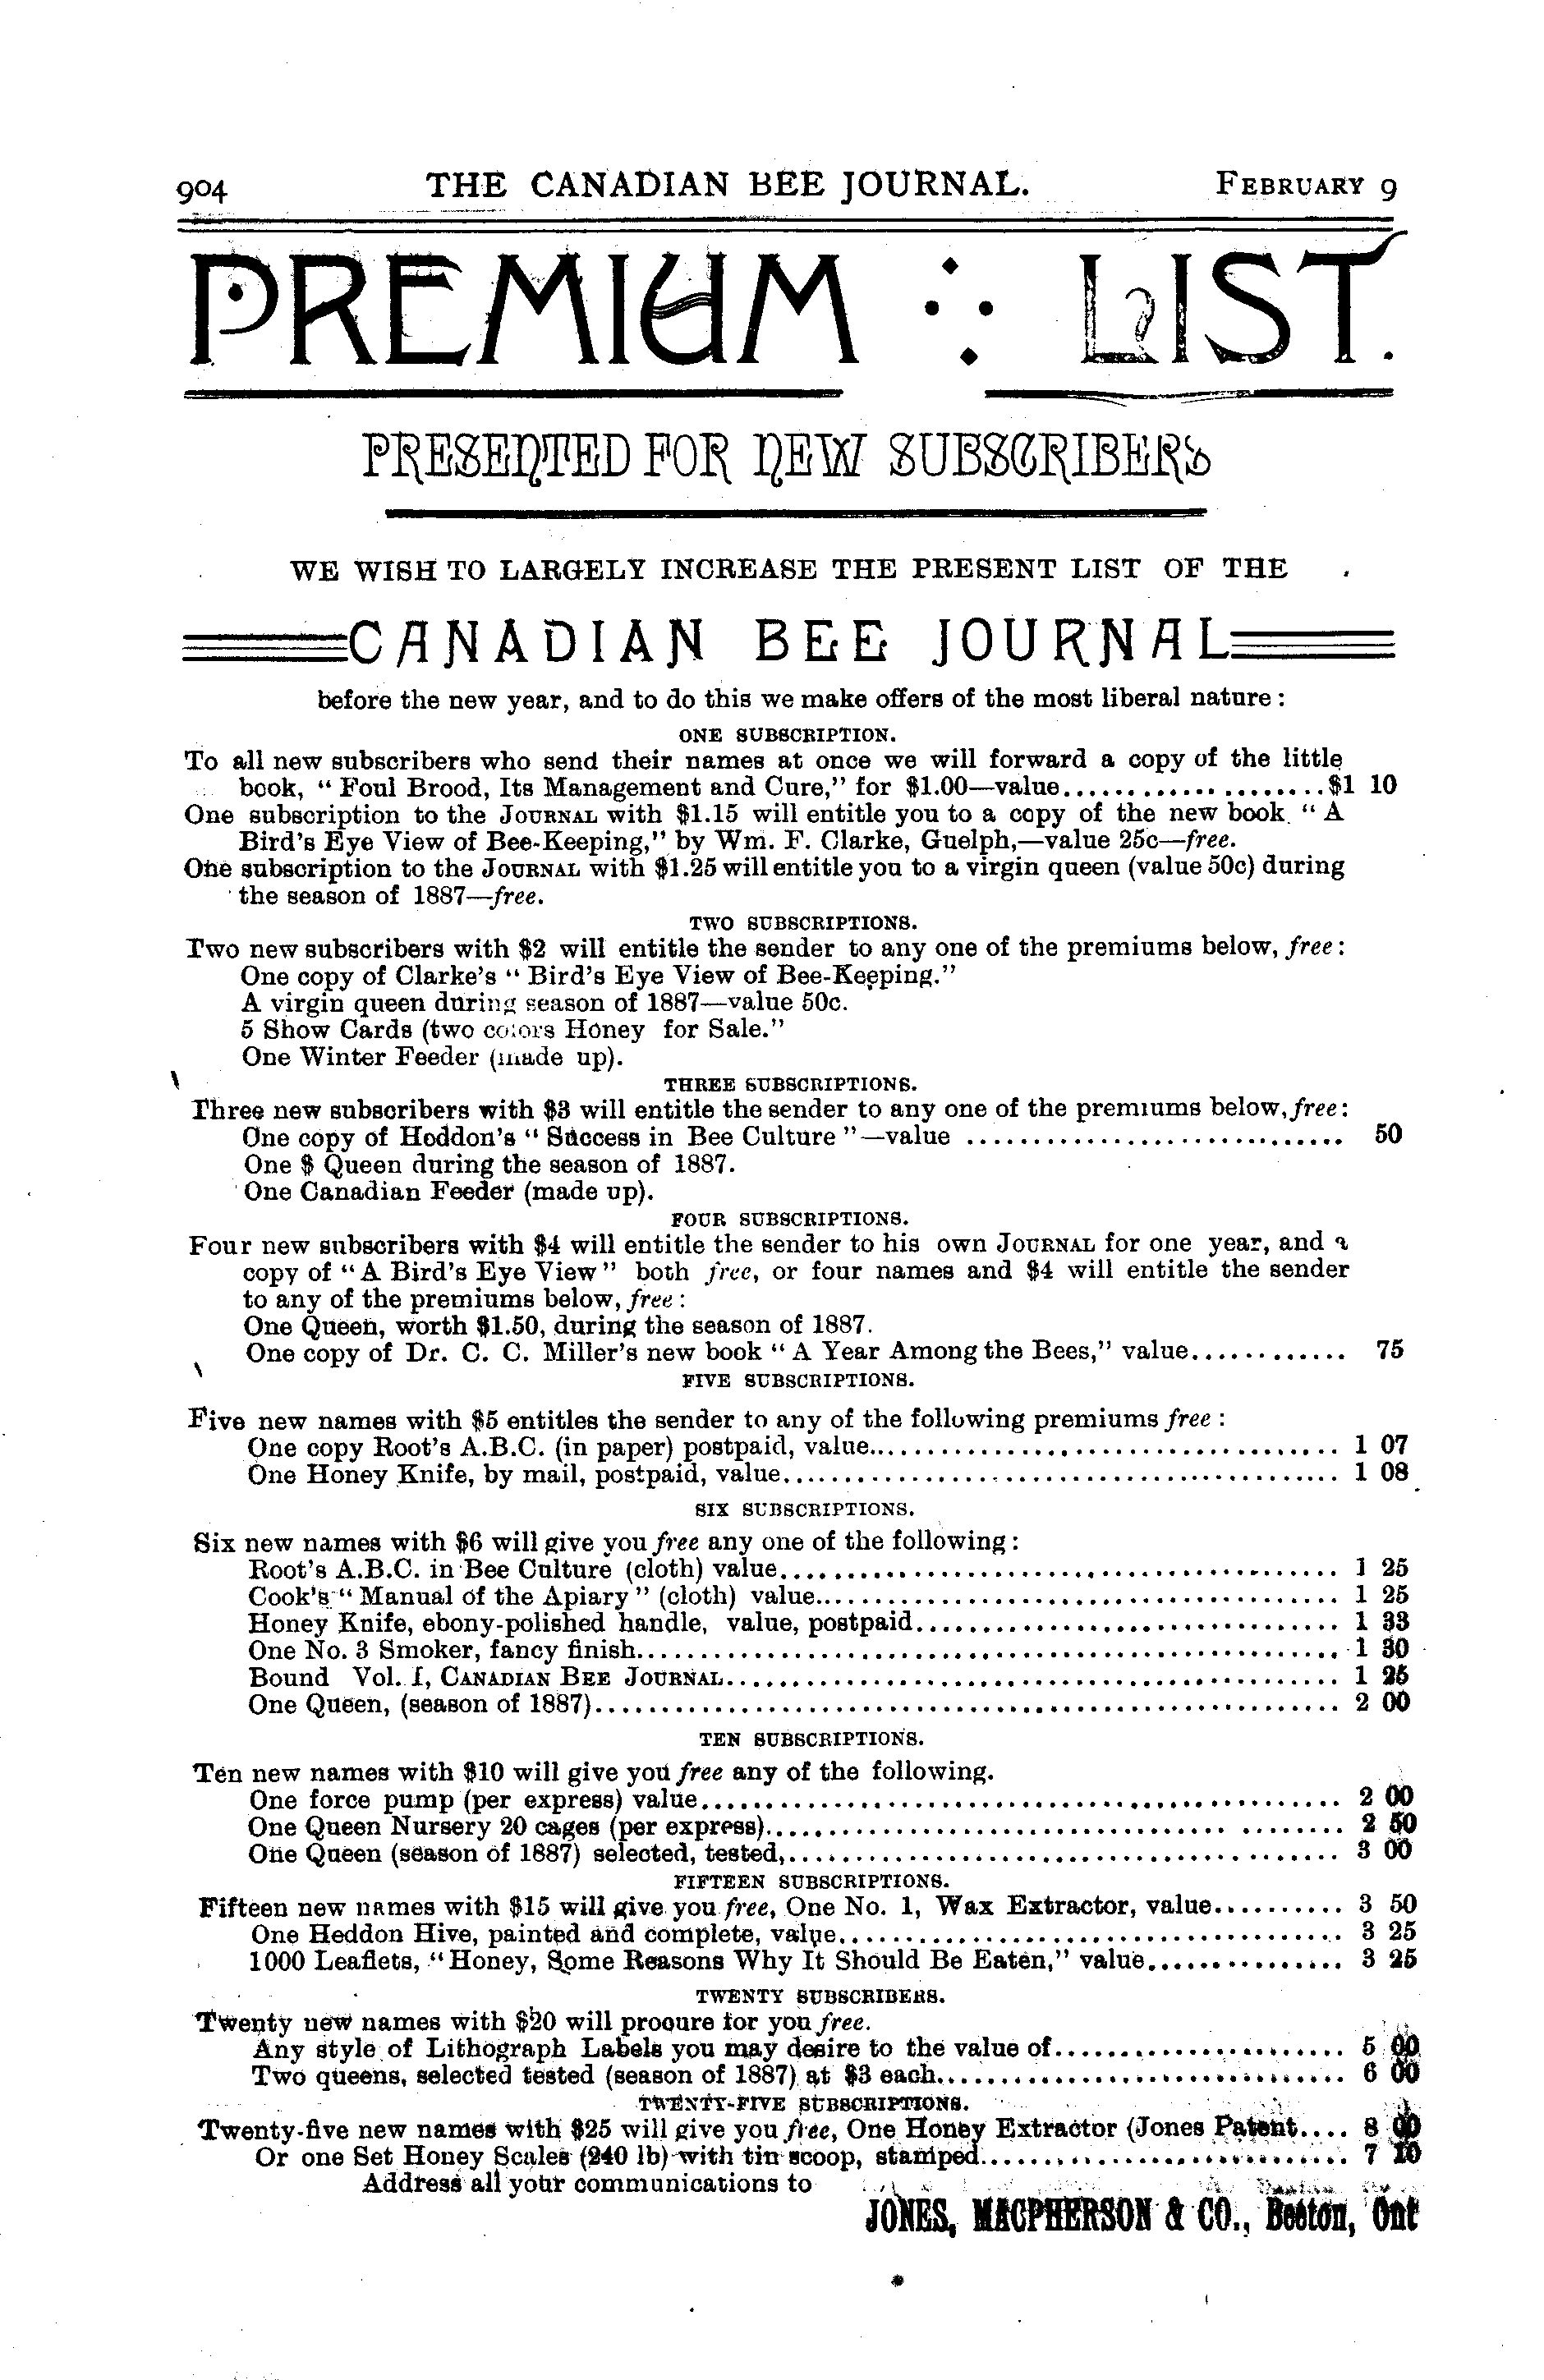 904 THE CANADIAN BEE JOURNAL. FEBRUARY 9
PREMIUM LIST.
PRESENTED FOR NEW SUBSCRIBERS
WE WISH TO LARGELY INCREASE THE PRESENT LIST OF THE
CANADIAN BEE JOURNAL
before the new year, and to do this we make offers of the most liberal nature:
ONE SUBSCRIPTION.
To all new subscribers who send their names at once we will forward a copy of the little
book, "Foul Brood, Its Management and Cure," for $1.00—value.....................$1 10
One subscription to the JOURNAL with $1.15 will entitle you to a copy of the new book. "A
Bird's Eye View of Bee-Keeping," by Wm. F. Clarke, Guelph,—value 25c—free.
One subscription to the JOURNAL with $1.25 will entitle you to a virgin queen (value 50c) during
the season of 1887—free.
TWO SUBSCRIPTIONS.
Two new subscribers with $2 will entitle the sender to any one of the premiums below, free:
One copy of Clarke's "Bird's Eye View of Bee-Keeping."
A virgin queen during season of 1887—value 50c.
5 Show Cards (two colors Honey for Sale."
One Winter Feeder (made up).
THREE SUBSCRIPTIONS.
Three new subscribers with $3 will entitle the sender to any one of the premiums below, free:
One copy of Heddon's "Success in Bee Culture"—value ............................. 50
One $ Queen during the season of 1887.
One Canadian Feeder (made up).
FOUR SUBSCRIPTIONS.
Four new subscribers with $4 will entitle the sender to his own JOURNAL for one year, and a
copy of "A Bird's Eye View" both free, or four names and $4 will entitle the sender
to any of the premiums below, free:
One Queen, worth $1.50, during the season of 1887.
One copy of Dr. C. C. Miller's new book "A Year Among the Bees," value............ 75
FIVE SUBSCRIPTIONS.
Five new names with $5 entitles the sender to any of the following premiums free:
One copy Root's A.B.C. (in paper) postpaid, value................................... 1 07
One Honey Knife, by mail, postpaid, value.......................................... 1 08
SIX SUBSCRIPTIONS.
Six new names with $6 will give you free any one of the following:
Root's A.B.C. in Bee Culture (cloth) value.......................................... 1 25
Cook's "Manual of the Apiary" (cloth) value....................................... 1 25
Honey Knife, ebony-polished handle, value, postpaid................................ 1 33
One No. 3 Smoker, fancy finish..................................................... 1 30
Bound Vol. I, CANADIAN BEE JOURNAL.............................................. 1 25
One Queen, (season of 1887)........................................................ 2 00
TEN SUBSCRIPTIONS.
Ten new names with $10 will give you free any of the following.
One force pump (per express) value................................................ 2 00
One Queen Nursery 20 cages (per express).......................................... 2 50
One Queen (season of 1887) selected, tested,......................................... 3 00
FIFTEEN SUBSCRIPTIONS.
Fifteen new names with $15 will give you free, One No. 1, Wax Extractor, value.......... 3 50
One Heddon Hive, painted and complete, value...................................... 3 25
1000 Leaflets, "Honey, Some Reasons Why It Should Be Eaten," value............... 3 25
TWENTY SUBSCRIBERS.
Twenty new names with $20 will procure for you free.
Any style of Lithograph Labels you may desire to the value of...................... 5 00
Two queens, selected tested (season of 1887) at $3 each.............................. 6 00
TWENTY-FIVE SUBSCRIPTIONS.
Twenty-five new names with $25 will give you free, One Honey Extractor (Jones Patent.... 8 00
Or one Set Honey Scales (240 lb) with tin scoop, stamped............................ 7 10
Address all your communications to
JONES, MACPHERSON & CO., Beeton, Ont